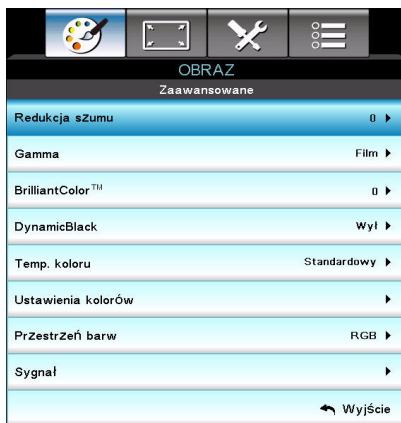 OBRAZ
Zaawansowane
Redukcja szumu 0
Gamma Film
BrilliantColor™ 0
DynamicBlack Wył
Temp. koloru Standardowy
Ustawienia kolorów
Przestrzeń barw RGB
Sygnał
Wyjście